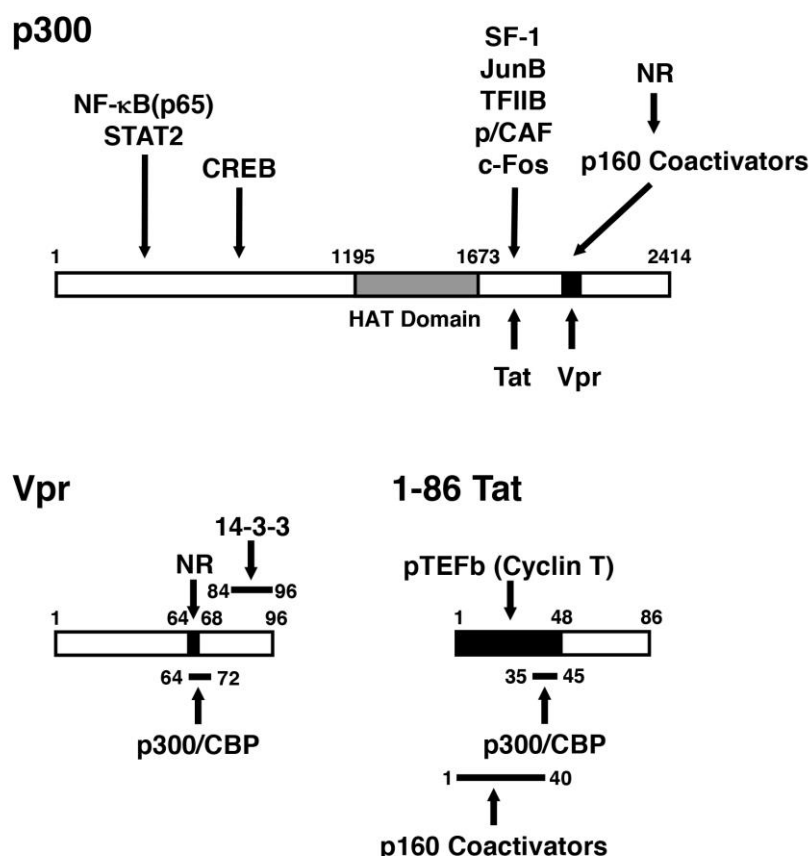 p300
SF-1
JunB
TFIIB
p/CAF
c-Fos
NR
NF-κB(p65)
STAT2
CREB
p160 Coactivators
1 1195 1673 2414
HAT Domain
Tat Vpr
Vpr
14-3-3
NR
84 96
1 64 68 96
64 72
p300/CBP
1-86 Tat
pTEFb (Cyclin T)
1 48 86
35 45
p300/CBP
1 40
p160 Coactivators